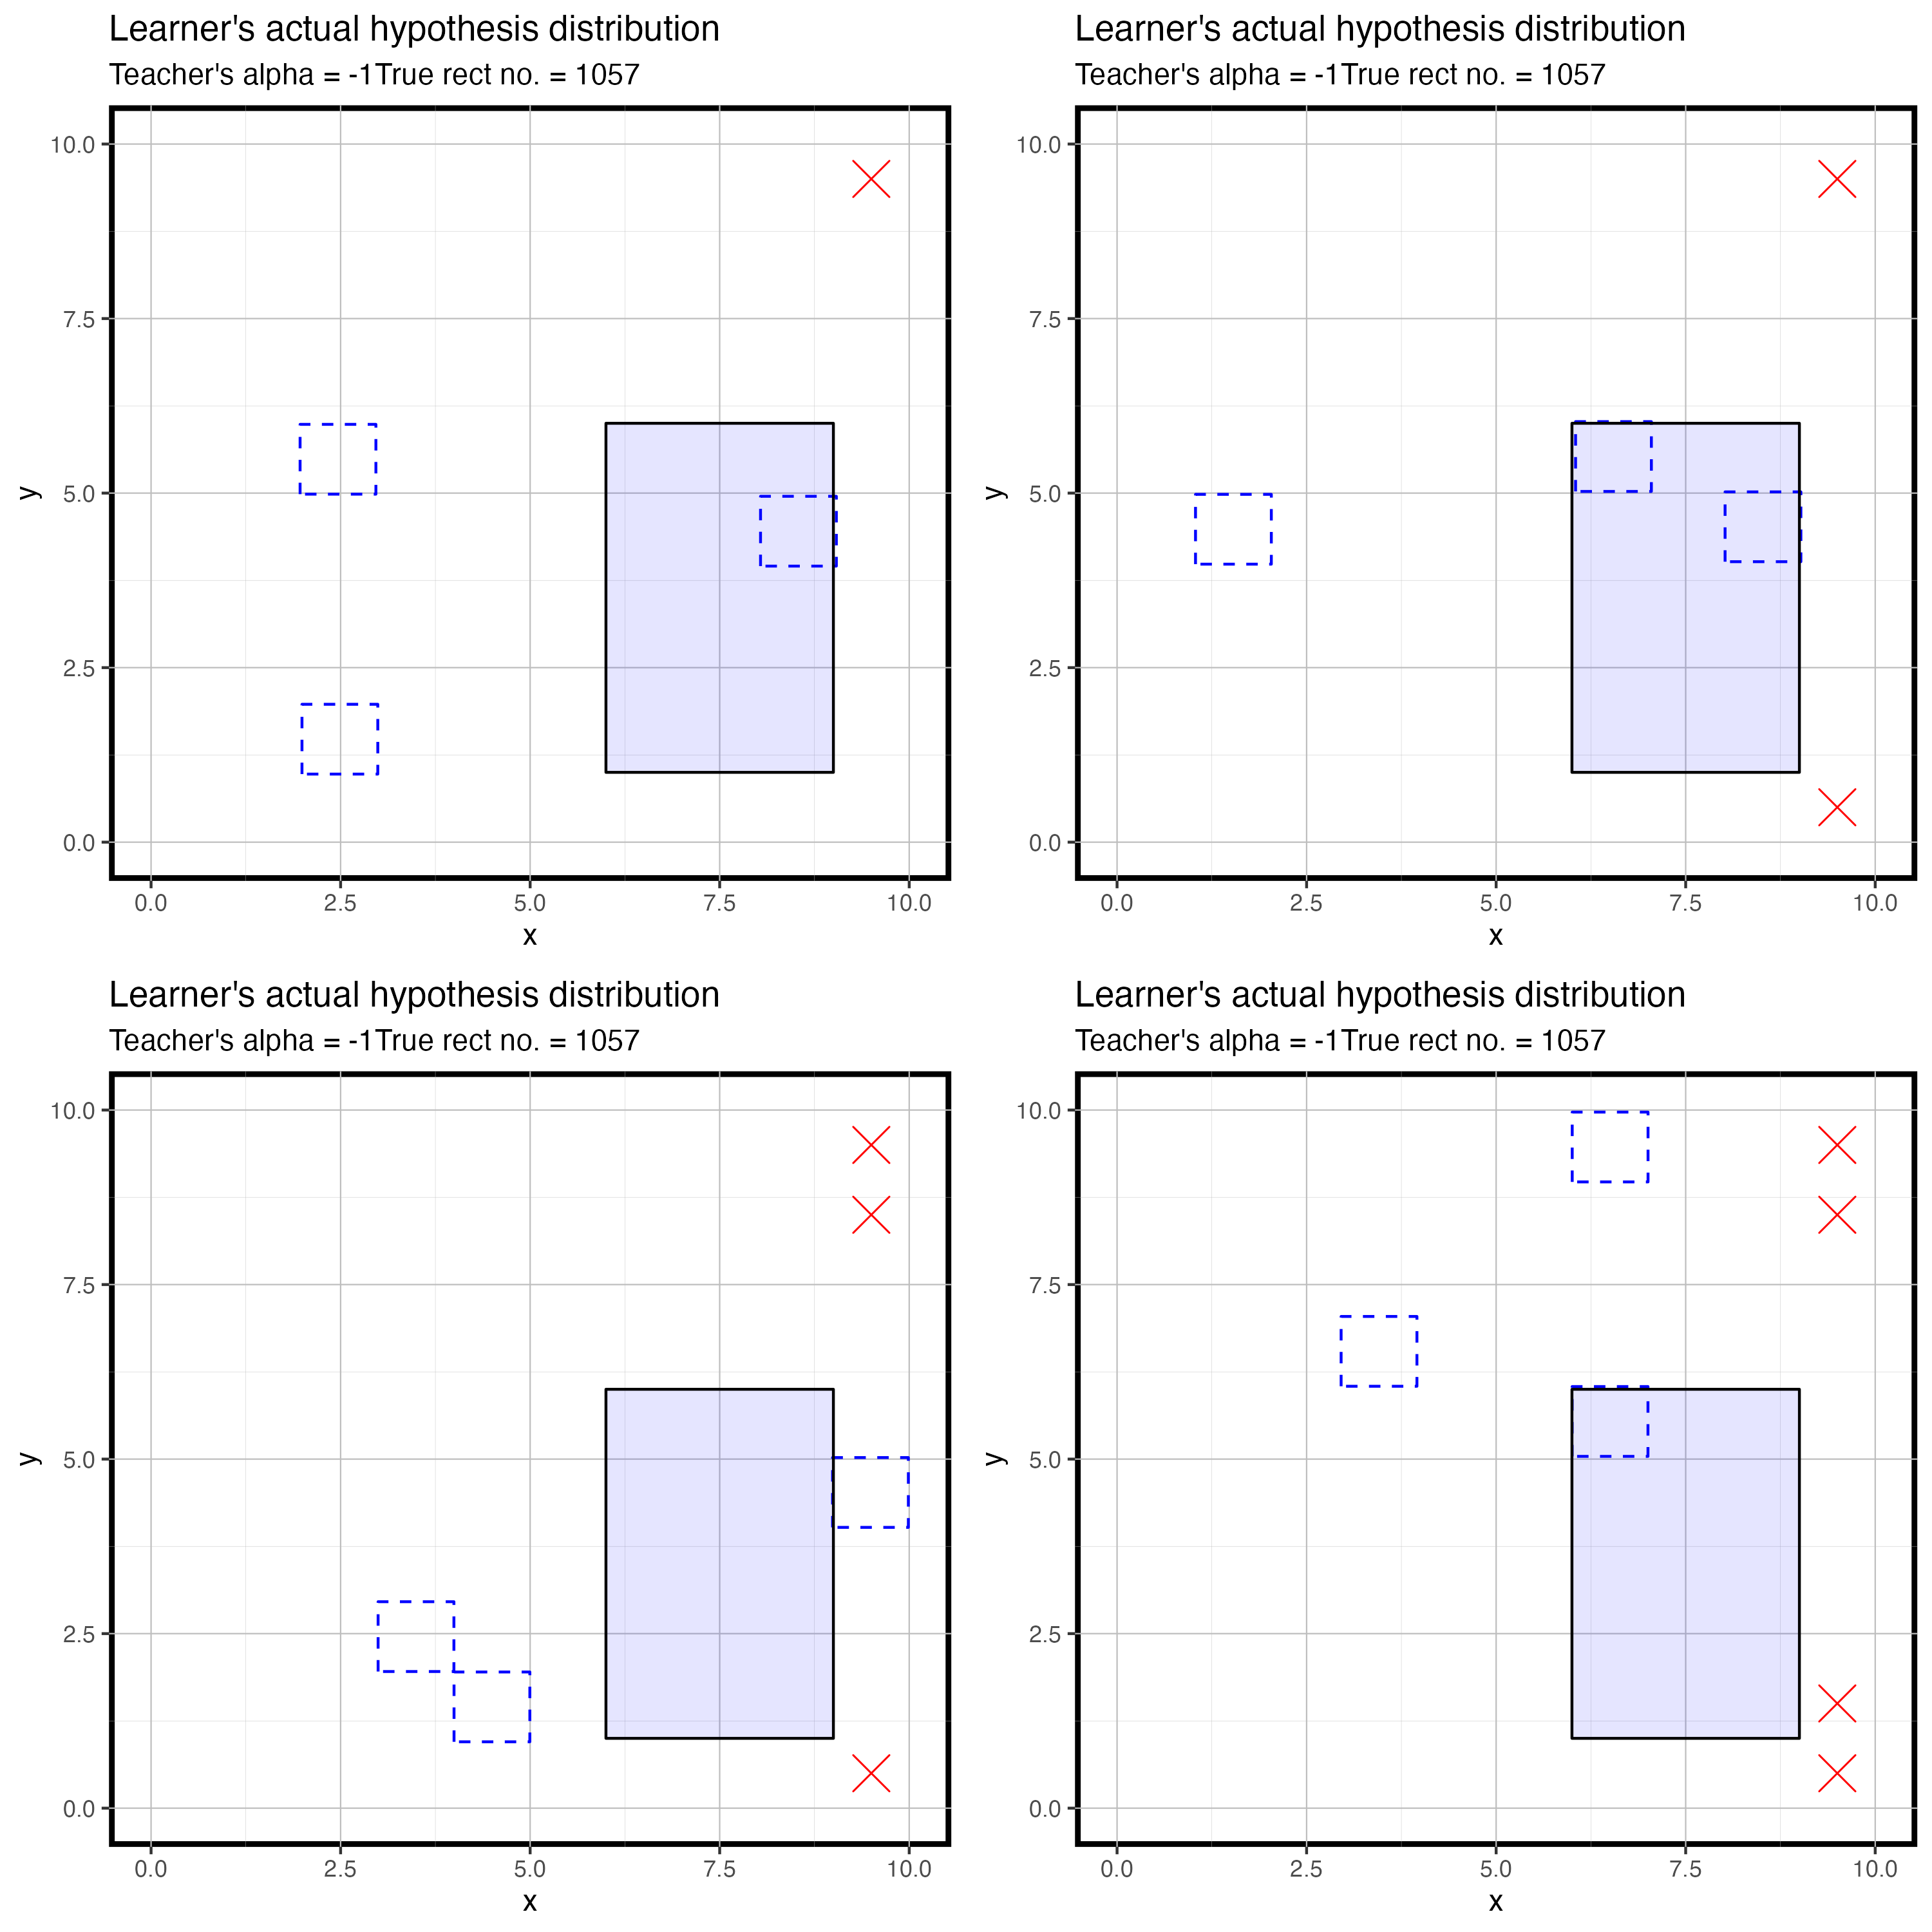 Learner's actual hypothesis distribution
Teacher's alpha = -1True rect no. = 1057
10.0
7.5
5.0
2.5
0.0
y
0.0 2.5 5.0 7.5 10.0
x
Learner's actual hypothesis distribution
Teacher's alpha = -1True rect no. = 1057
10.0
7.5
5.0
2.5
0.0
y
0.0 2.5 5.0 7.5 10.0
x
Learner's actual hypothesis distribution
Teacher's alpha = -1True rect no. = 1057
10.0
7.5
5.0
2.5
0.0
y
0.0 2.5 5.0 7.5 10.0
x
Learner's actual hypothesis distribution
Teacher's alpha = -1True rect no. = 1057
10.0
7.5
5.0
2.5
0.0
y
0.0 2.5 5.0 7.5 10.0
x